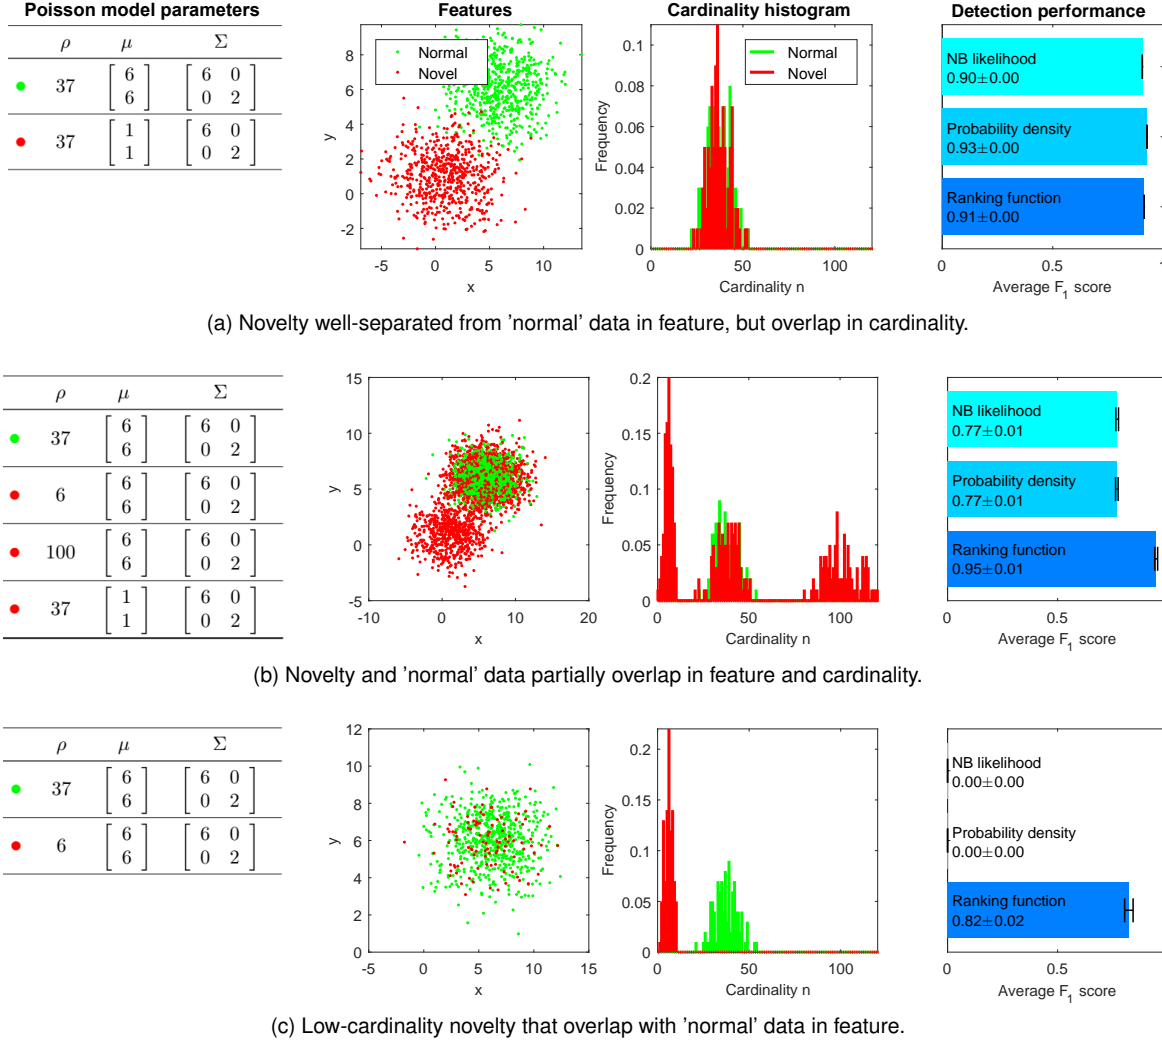 Poisson model parameters
Features
Cardinality histogram
Detection performance
ρ μ Σ
37 [6 6] [6 0 0 2]
37 [1 1] [6 0 0 2]
Normal
Novel
y
8
6
4
2
0
-2
-5 0 5 10
x
Normal
Novel
Frequency
0.1
0.08
0.06
0.04
0.02
0
0 50 100
Cardinality n
NB likelihood
0.90±0.00
Probability density
0.93±0.00
Ranking function
0.91±0.00
0 0.5 1
Average F1 score
(a) Novelty well-separated from ’normal’ data in feature, but overlap in cardinality.
ρ μ Σ
37 [6 6] [6 0 0 2]
6 [6 6] [6 0 0 2]
100 [6 6] [6 0 0 2]
37 [1 1] [6 0 0 2]
y
15
10
5
0
-5
-10 0 10 20
x
Frequency
0.2
0.15
0.1
0.05
0
0 50 100
Cardinality n
NB likelihood
0.77±0.01
Probability density
0.77±0.01
Ranking function
0.95±0.01
0 0.5 1
Average F1 score
(b) Novelty and ’normal’ data partially overlap in feature and cardinality.
ρ μ Σ
37 [6 6] [6 0 0 2]
6 [6 6] [6 0 0 2]
y
12
10
8
6
4
2
0
-5 0 5 10 15
x
Frequency
0.2
0.15
0.1
0.05
0
0 50 100
Cardinality n
NB likelihood
0.00±0.00
Probability density
0.00±0.00
Ranking function
0.82±0.02
0 0.5 1
Average F1 score
(c) Low-cardinality novelty that overlap with ’normal’ data in feature.